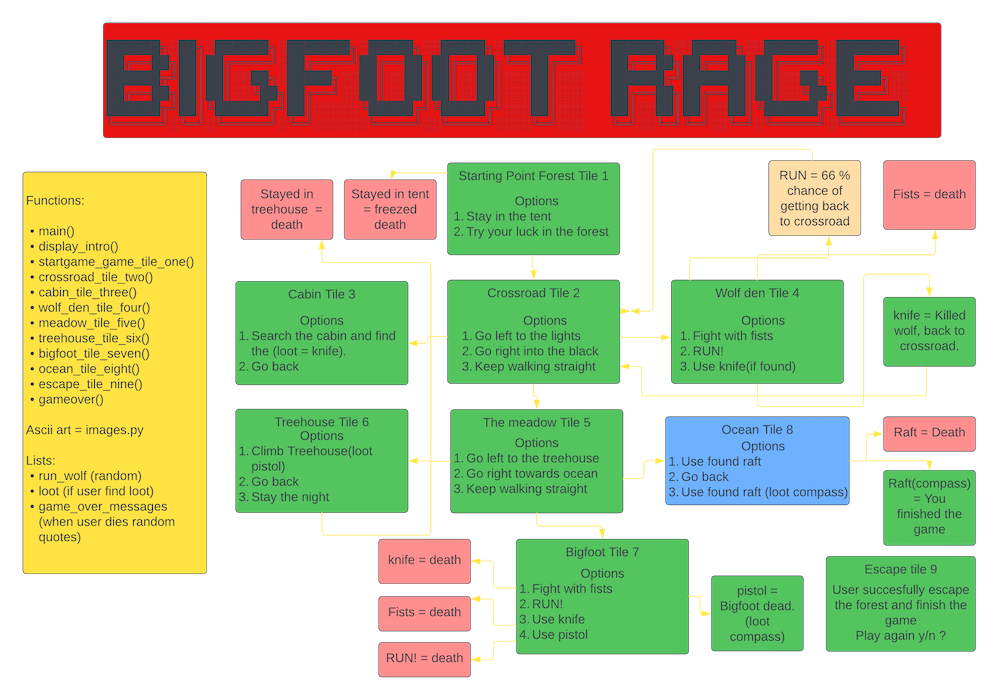 BIGFOOT RAGE
Functions:
• main()
• display_intro()
• startgame_game_tile_one()
• crossroad_tile_two()
• cabin_tile_three()
• wolf_den_tile_four()
• meadow_tile_five()
• treehouse_tile_six()
• bigfoot_tile_seven()
• ocean_tile_eight()
• escape_tile_nine()
• gameover()
Ascii art = images.py
Lists:
• run_wolf (random)
• loot (if user find loot)
• game_over_messages
(when user dies random
quotes)
Stayed in
treehouse =
death
Stayed in tent
= freezed
death
Starting Point Forest Tile 1
Options
1. Stay in the tent
2. Try your luck in the forest
RUN = 66 %
chance of
getting back
to crossroad
Fists = death
Cabin Tile 3
Options
1. Search the cabin and find
the (loot = knife).
2. Go back
Crossroad Tile 2
Options
1. Go left to the lights
2. Go right into the black
3. Keep walking straight
Wolf den Tile 4
Options
1. Fight with fists
2. RUN!
3. Use knife(if found)
knife = Killed
wolf, back to
crossroad.
Treehouse Tile 6
Options
1. Climb Treehouse(loot
pistol)
2. Go back
3. Stay the night
The meadow Tile 5
Options
1. Go left to the treehouse
2. Go right towards ocean
3. Keep walking straight
Ocean Tile 8
Options
1. Use found raft
2. Go back
3. Use found raft (loot compass)
Raft = Death
Raft(compass)
= You
finished the
game
knife = death
Fists = death
RUN! = death
Bigfoot Tile 7
Options
1. Fight with fists
2. RUN!
3. Use knife
4. Use pistol
pistol =
Bigfoot dead.
(loot
compass)
Escape tile 9
User succesfully escape
the forest and finish the
game
Play again y/n ?